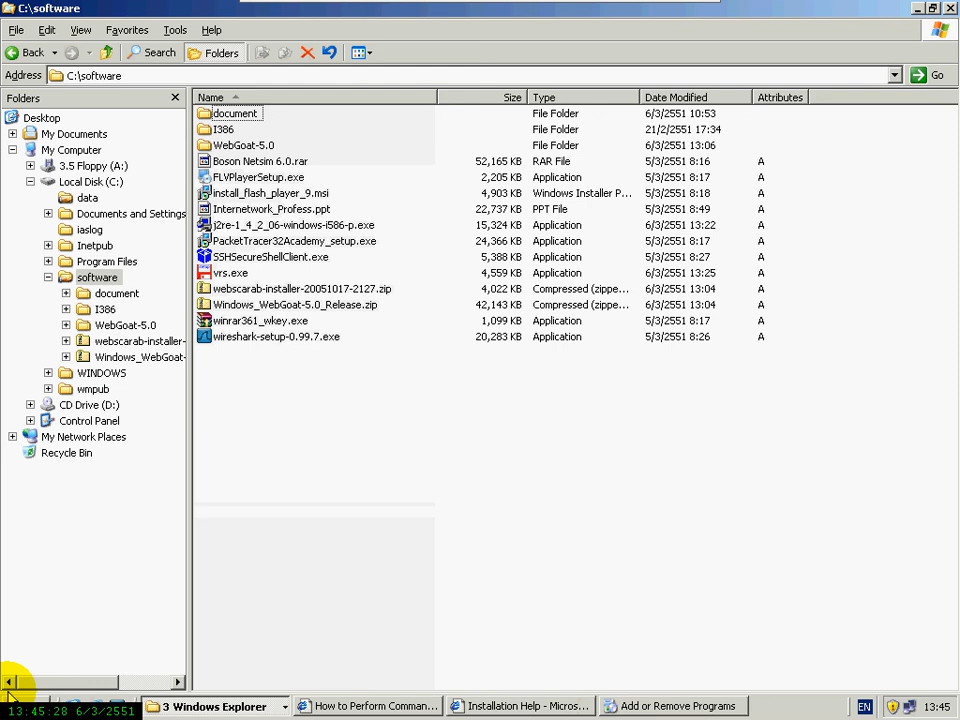 C:\software
File Edit View Favorites Tools Help
Back Search Folders
Address C:\software Go
Folders
Name Size Type Date Modified Attributes
Desktop
My Documents
My Computer
3.5 Floppy (A:)
Local Disk (C:)
data
Documents and Settings
iaslog
Inetpub
Program Files
software
document
I386
WebGoat-5.0
webscarab-installer-
Windows_WebGoat-
WINDOWS
wmpub
CD Drive (D:)
Control Panel
My Network Places
Recycle Bin
document File Folder 6/3/2551 10:53
I386 File Folder 21/2/2551 17:34
WebGoat-5.0 File Folder 6/3/2551 13:06
Boson Netsim 6.0.rar 52,165 KB RAR File 5/3/2551 8:16 A
FLVPlayerSetup.exe 2,205 KB Application 5/3/2551 8:17 A
install_flash_player_9.msi 4,903 KB Windows Installer P... 5/3/2551 8:18 A
Internetwork_Profess.ppt 22,737 KB PPT File 5/3/2551 8:49 A
j2re-1_4_2_06-windows-i586-p.exe 15,324 KB Application 6/3/2551 13:22 A
PacketTracer32Academy_setup.exe 24,366 KB Application 5/3/2551 8:17 A
SSHSecureShellClient.exe 5,388 KB Application 5/3/2551 8:27 A
vrs.exe 4,559 KB Application 6/3/2551 13:25 A
webscarab-installer-20051017-2127.zip 4,022 KB Compressed (zippe... 6/3/2551 13:04 A
Windows_WebGoat-5.0_Release.zip 42,143 KB Compressed (zippe... 6/3/2551 13:04 A
winrar361_wkey.exe 1,099 KB Application 5/3/2551 8:17 A
wireshark-setup-0.99.7.exe 20,283 KB Application 5/3/2551 8:26 A
13:45:28 6/3/2551
3 Windows Explorer
How to Perform Comman...
Installation Help - Micros...
Add or Remove Programs
EN
13:45